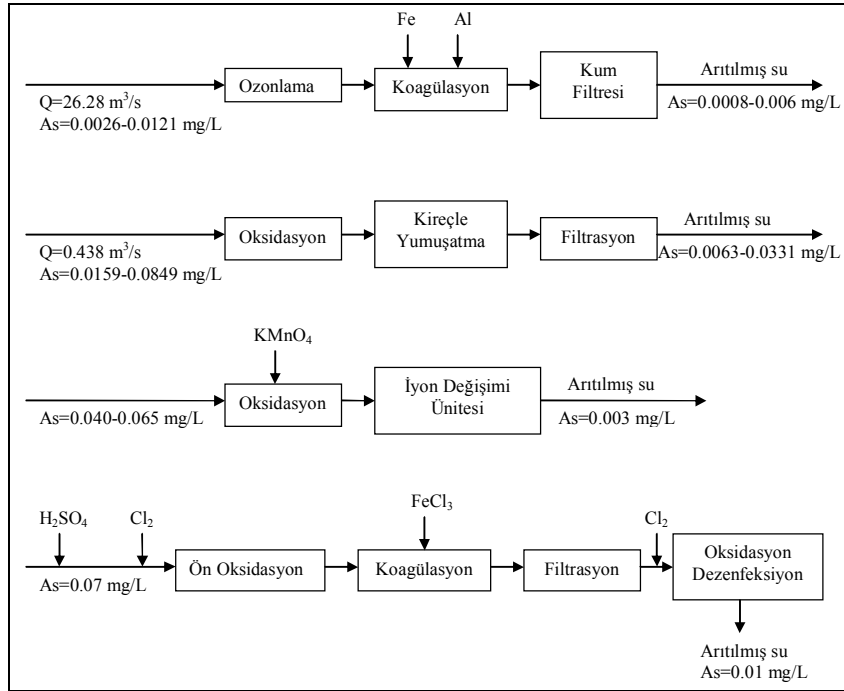 Fe
Al
Ozonlama
Koagülasyon
Kum
Filtresi
Arıtılmış su
Q=26.28 m³/s
As=0.0026-0.0121 mg/L
As=0.0008-0.006 mg/L
Oksidasyon
Kireçle
Yumuşatma
Filtrasyon
Arıtılmış su
Q=0.438 m³/s
As=0.0159-0.0849 mg/L
As=0.0063-0.0331 mg/L
KMnO₄
Oksidasyon
İyon Değişimi
Ünitesi
Arıtılmış su
As=0.040-0.065 mg/L
As=0.003 mg/L
H₂SO₄
Cl₂
FeCl₃
Cl₂
Ön Oksidasyon
Koagülasyon
Filtrasyon
Oksidasyon
Dezenfeksiyon
As=0.07 mg/L
Arıtılmış su
As=0.01 mg/L